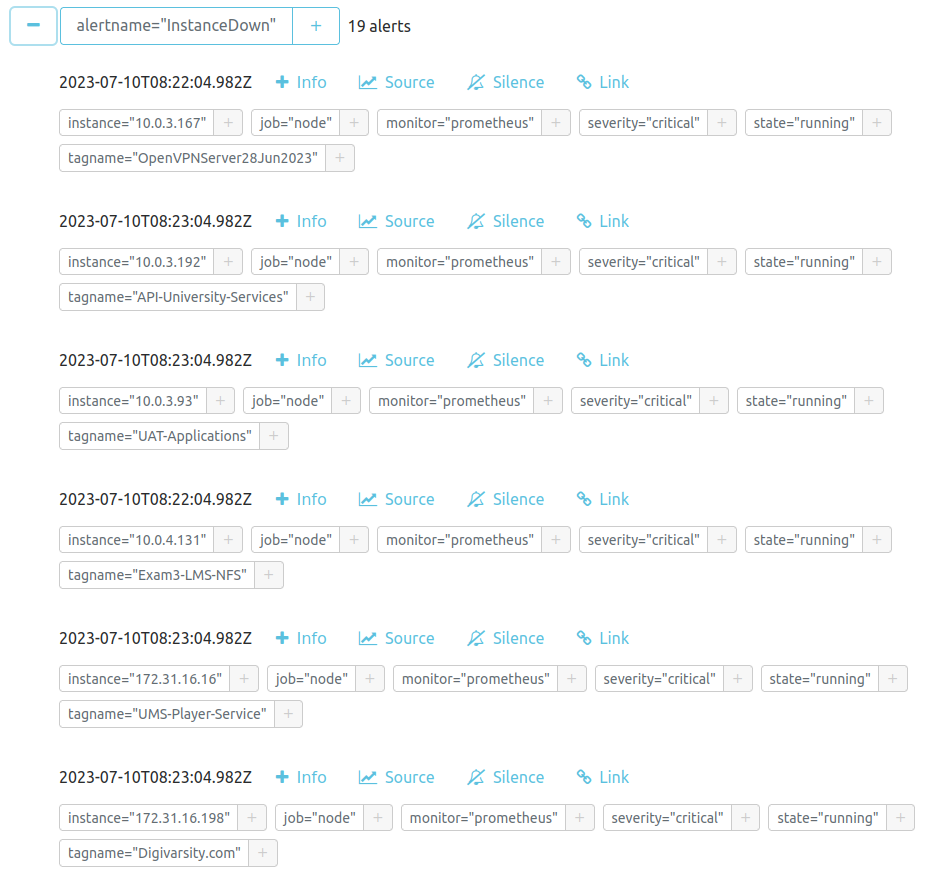 − alertname="InstanceDown" + 19 alerts
2023-07-10T08:22:04.982Z + Info Source Silence Link
instance="10.0.3.167" + job="node" + monitor="prometheus" + severity="critical" + state="running" +
tagname="OpenVPNServer28Jun2023" +
2023-07-10T08:23:04.982Z + Info Source Silence Link
instance="10.0.3.192" + job="node" + monitor="prometheus" + severity="critical" + state="running" +
tagname="API-University-Services" +
2023-07-10T08:23:04.982Z + Info Source Silence Link
instance="10.0.3.93" + job="node" + monitor="prometheus" + severity="critical" + state="running" +
tagname="UAT-Applications" +
2023-07-10T08:22:04.982Z + Info Source Silence Link
instance="10.0.4.131" + job="node" + monitor="prometheus" + severity="critical" + state="running" +
tagname="Exam3-LMS-NFS" +
2023-07-10T08:23:04.982Z + Info Source Silence Link
instance="172.31.16.16" + job="node" + monitor="prometheus" + severity="critical" + state="running" +
tagname="UMS-Player-Service" +
2023-07-10T08:23:04.982Z + Info Source Silence Link
instance="172.31.16.198" + job="node" + monitor="prometheus" + severity="critical" + state="running" +
tagname="Digivarsity.com" +